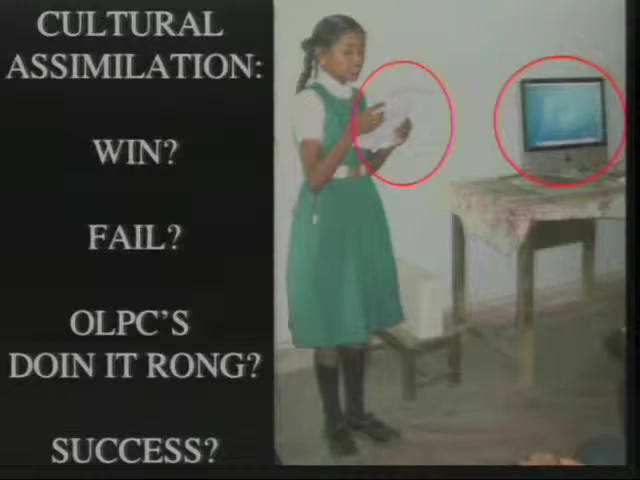 CULTURAL
ASSIMILATION:
WIN?
FAIL?
OLPC'S
DOIN IT RONG?
SUCCESS?